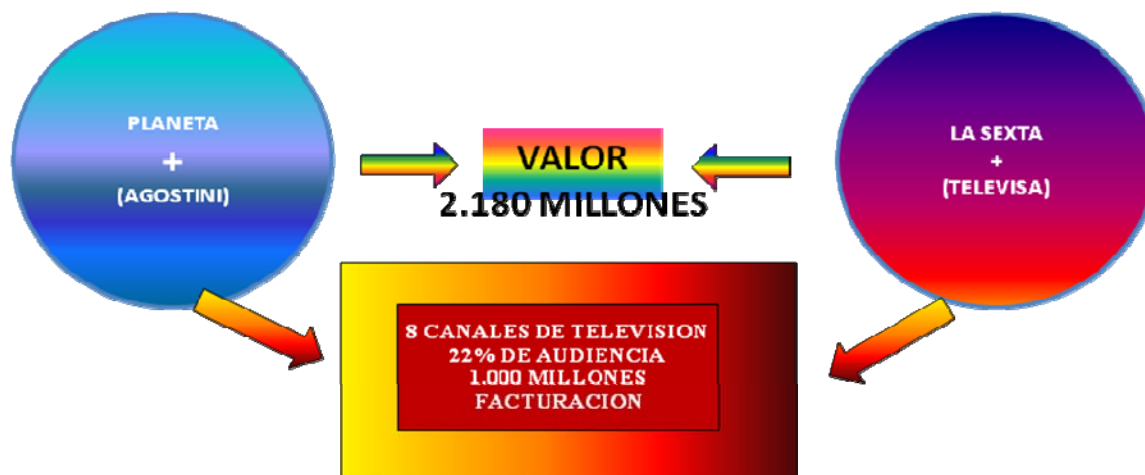 PLANETA
+
(AGOSTINI)
VALOR
2.180 MILLONES
LA SEXTA
+
(TELEVISA)
8 CANALES DE TELEVISION
22% DE AUDIENCIA
1.000 MILLONES
FACTURACION